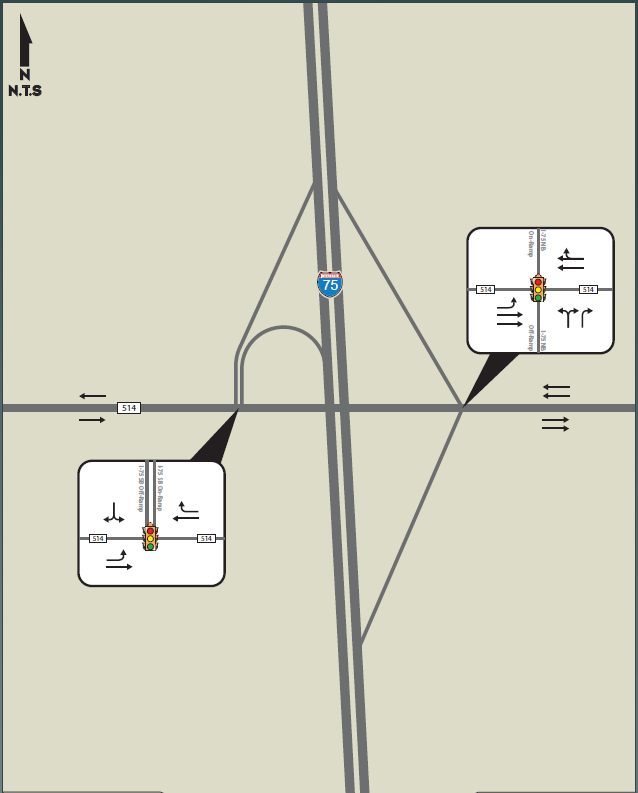 N
N.T.S
I-75 NB
On-Ramp
514
514
I-75 NB
Off-Ramp
75
514
I-75 SB Off-Ramp
I-75 SB On-Ramp
514
514